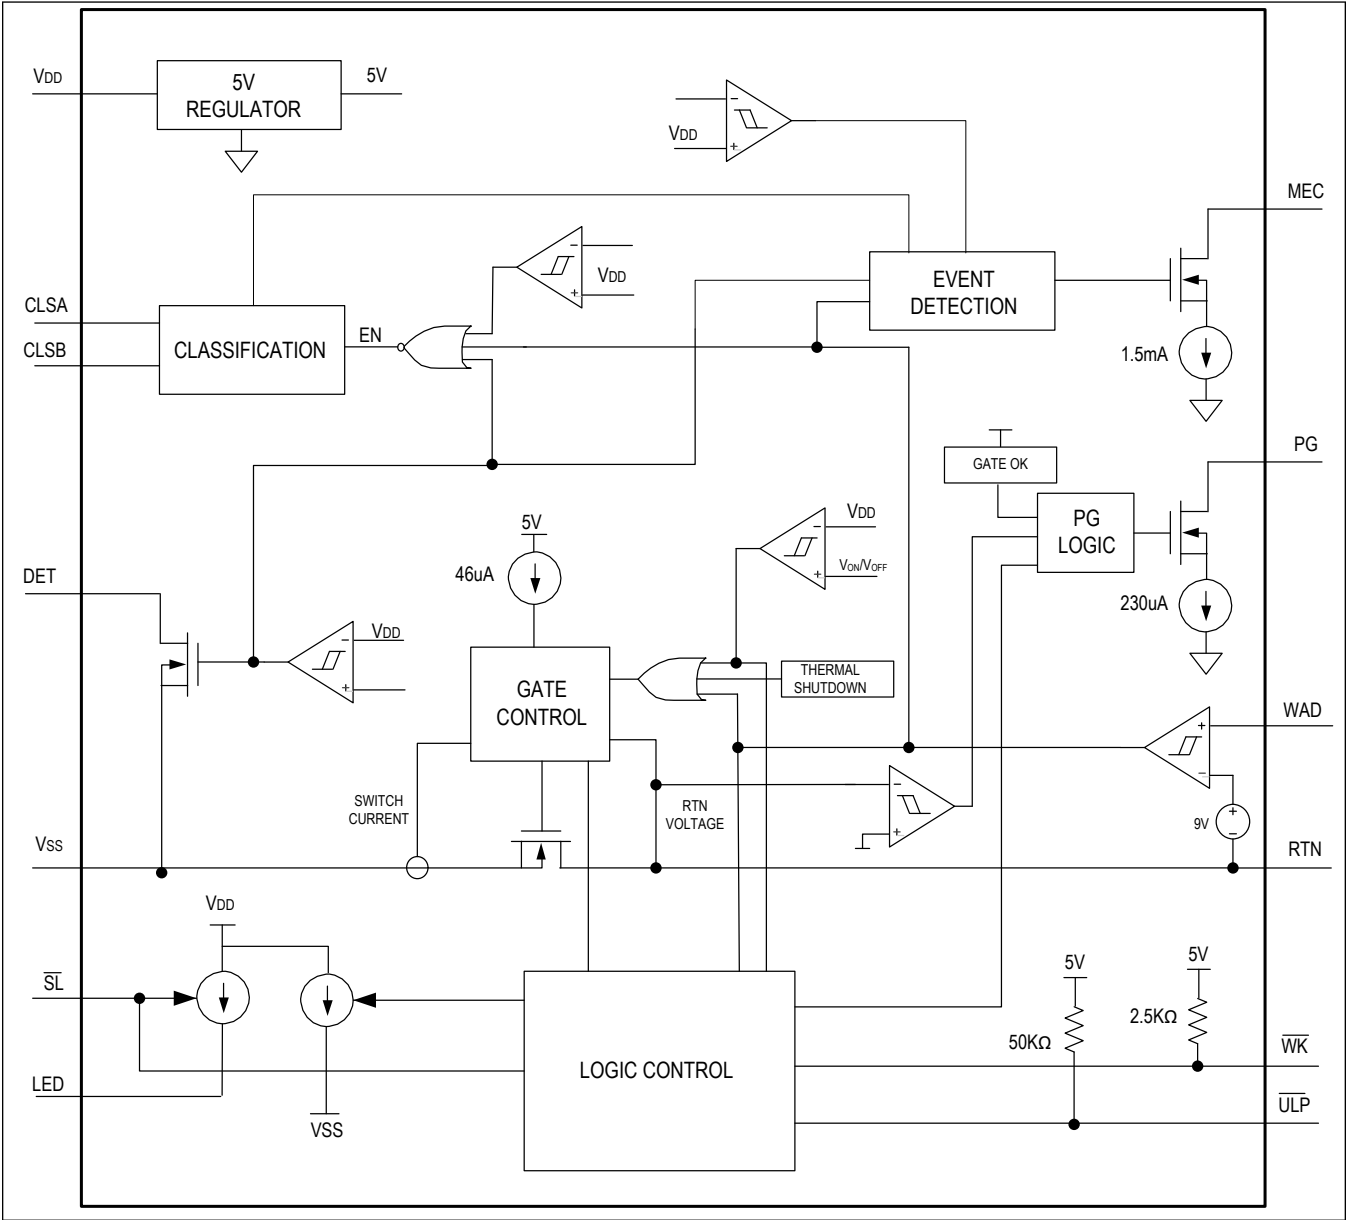 VDD
5V
REGULATOR
5V
−
VDD
+
MEC
−
VDD
+
EVENT
DETECTION
CLSA
CLSB
CLASSIFICATION
EN
1.5mA
PG
GATE OK
PG
LOGIC
5V
46uA
−
VDD
VON/VOFF
+
DET
230uA
−
VDD
+
GATE
CONTROL
THERMAL
SHUTDOWN
WAD
+
−
SWITCH
CURRENT
RTN
VOLTAGE
−
+
9V
+
−
VSS
RTN
VDD
SL
5V
5V
50KΩ
2.5KΩ
WK
LOGIC CONTROL
LED
ULP
VSS